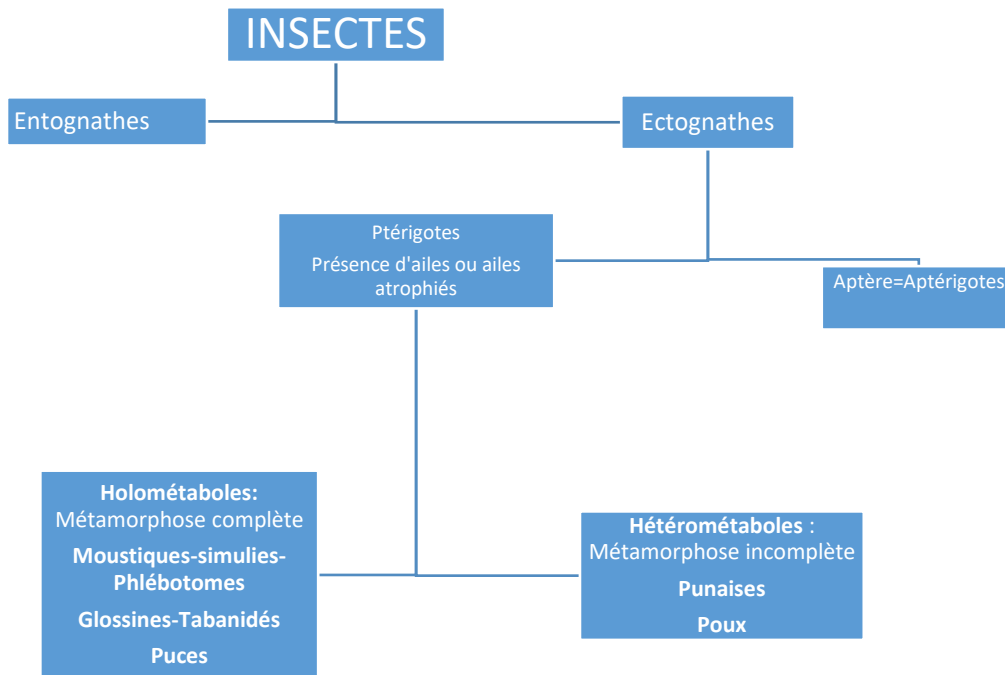 INSECTES
Entognathes
Ectognathes
Ptérigotes
Présence d'ailes ou ailes
atrophiés
Aptère=Aptérigotes
Holométaboles:
Métamorphose complète
Moustiques-simulies-
Phlébotomes
Glossines-Tabanidés
Puces
Hétérométaboles :
Métamorphose incomplète
Punaises
Poux